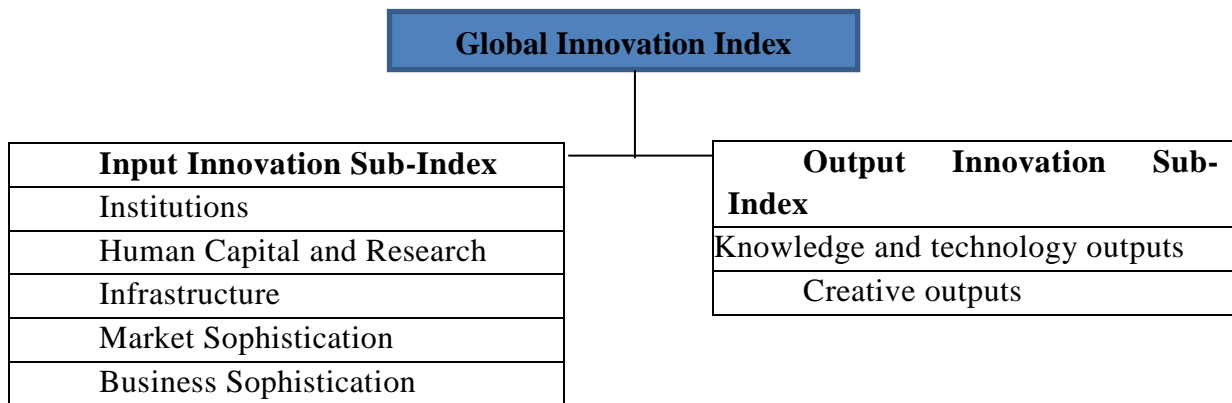 Global Innovation Index
Input Innovation Sub-Index
Institutions
Human Capital and Research
Infrastructure
Market Sophistication
Business Sophistication
Output Innovation Sub-
Index
Knowledge and technology outputs
Creative outputs